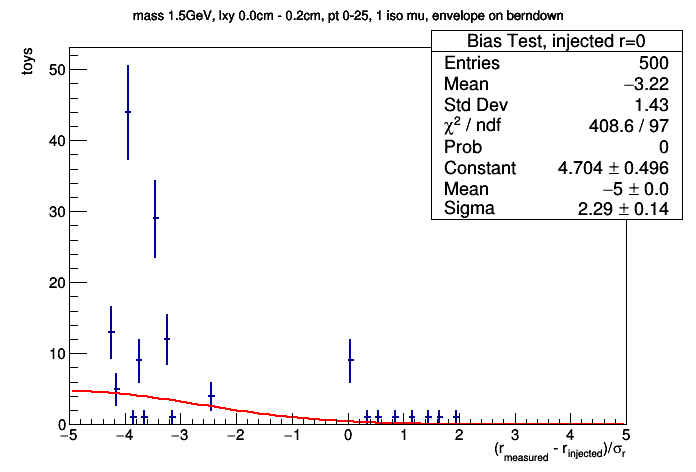 mass 1.5GeV, lxy 0.0cm - 0.2cm, pt 0-25, 1 iso mu, envelope on berndown
toys
Bias Test, injected r=0
Entries 500
Mean −3.22
Std Dev 1.43
χ² / ndf 408.6 / 97
Prob 0
Constant 4.704 ± 0.496
Mean −5 ± 0.0
Sigma 2.29 ± 0.14
50
40
30
20
10
0
−5 −4 −3 −2 −1 0 1 2 3 4 5
(r_measured - r_injected)/σ_r